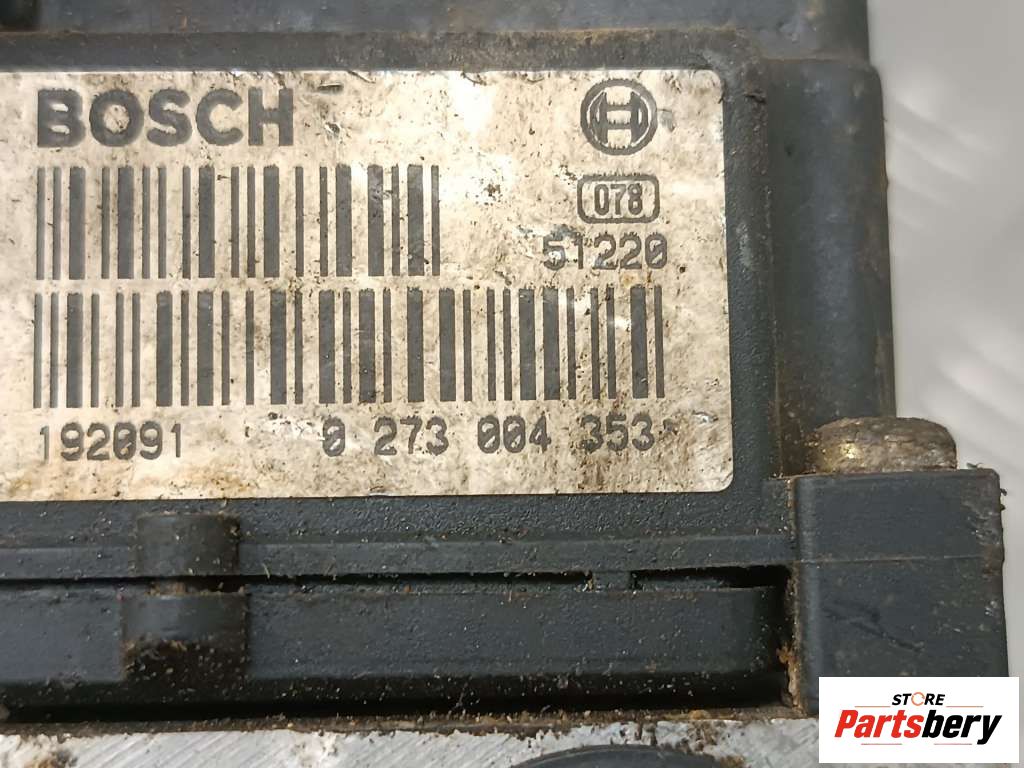 BOSCH
078
51220
192091 0 273 004 353
STORE
Partsbery